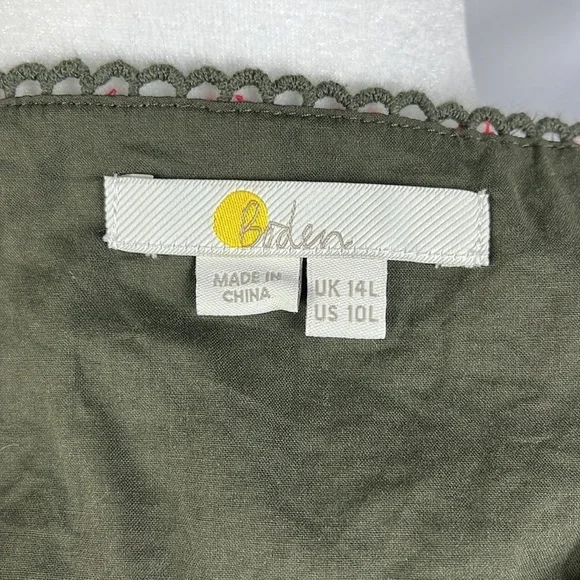 Boden
MADE IN
CHINA
UK 14L
US 10L